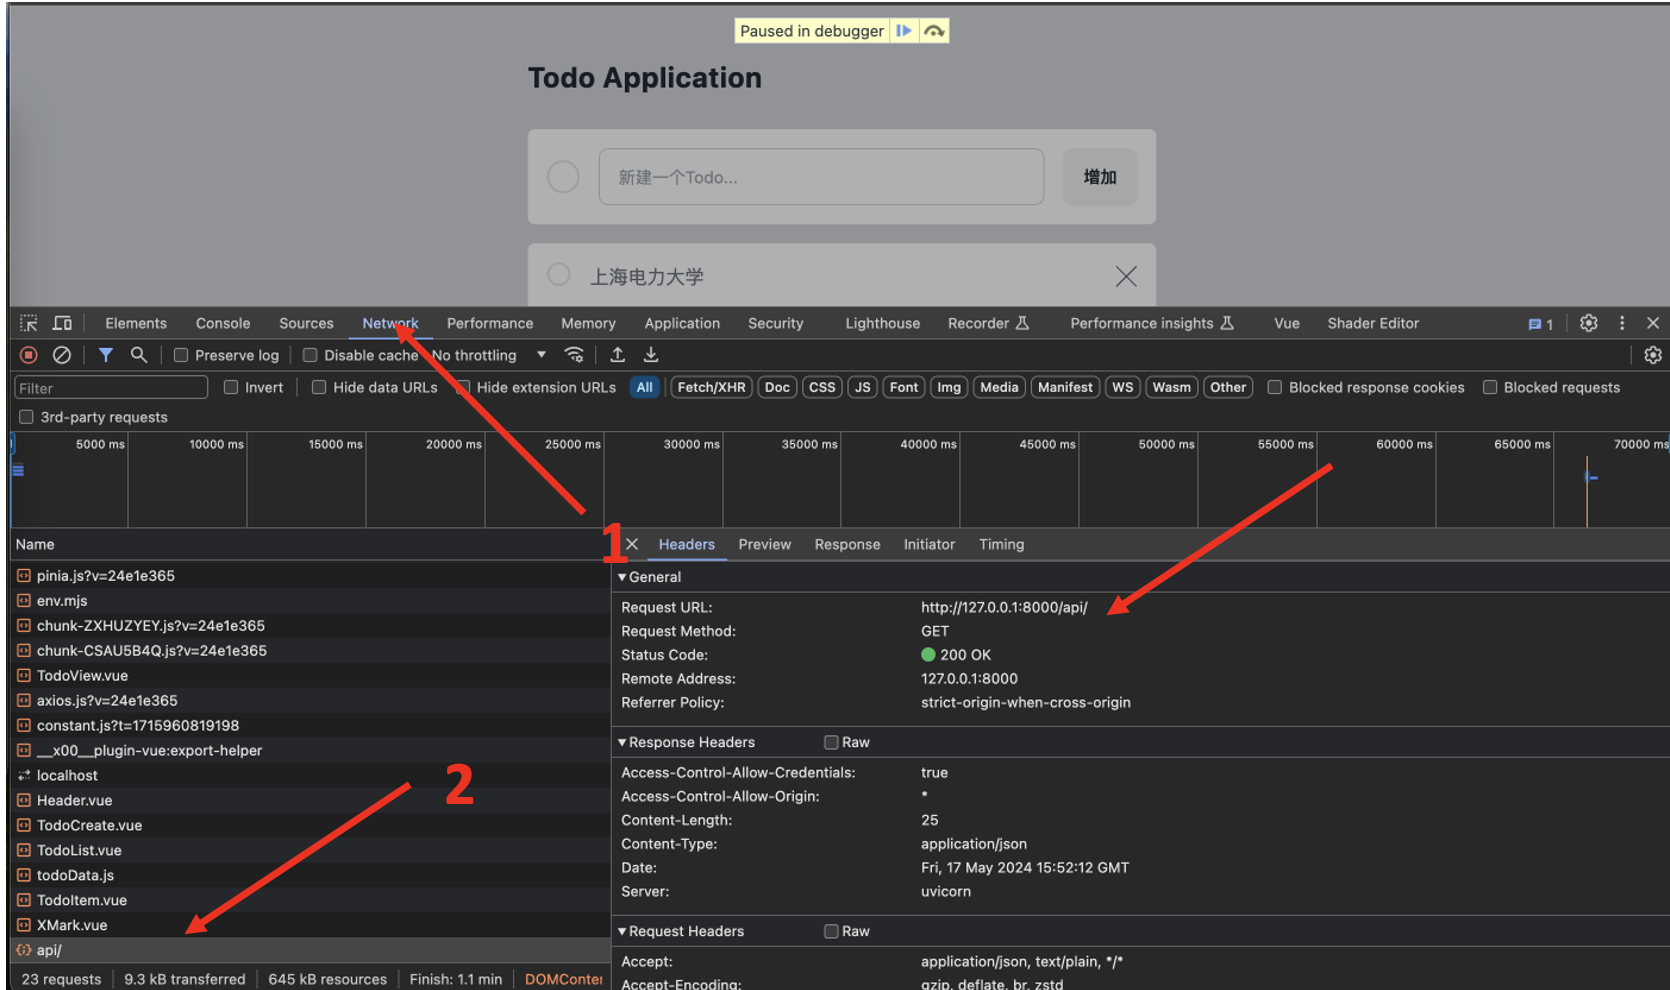 Paused in debugger
Todo Application
新建一个Todo...
增加
上海电力大学
Elements Console Sources Network Performance Memory Application Security Lighthouse Recorder Performance insights Vue Shader Editor 1
Preserve log Disable cache No throttling
Filter Invert Hide data URLs Hide extension URLs All Fetch/XHR Doc CSS JS Font Img Media Manifest WS Wasm Other Blocked response cookies Blocked requests
3rd-party requests
5000 ms 10000 ms 15000 ms 20000 ms 25000 ms 30000 ms 35000 ms 40000 ms 45000 ms 50000 ms 55000 ms 60000 ms 65000 ms 70000 ms
1
Name
pinia.js?v=24e1e365
env.mjs
chunk-ZXHUZYEY.js?v=24e1e365
chunk-CSAU5B4Q.js?v=24e1e365
TodoView.vue
axios.js?v=24e1e365
constant.js?t=1715960819198
__x00__plugin-vue:export-helper
localhost
Header.vue
TodoCreate.vue
TodoList.vue
todoData.js
TodoItem.vue
XMark.vue
api/
2
23 requests 9.3 kB transferred 645 kB resources Finish: 1.1 min DOMConter
Headers Preview Response Initiator Timing
General
Request URL: http://127.0.0.1:8000/api/
Request Method: GET
Status Code: 200 OK
Remote Address: 127.0.0.1:8000
Referrer Policy: strict-origin-when-cross-origin
Response Headers Raw
Access-Control-Allow-Credentials: true
Access-Control-Allow-Origin: *
Content-Length: 25
Content-Type: application/json
Date: Fri, 17 May 2024 15:52:12 GMT
Server: uvicorn
Request Headers Raw
Accept: application/json, text/plain, */*
Accept-Encoding: gzip, deflate, br, zstd